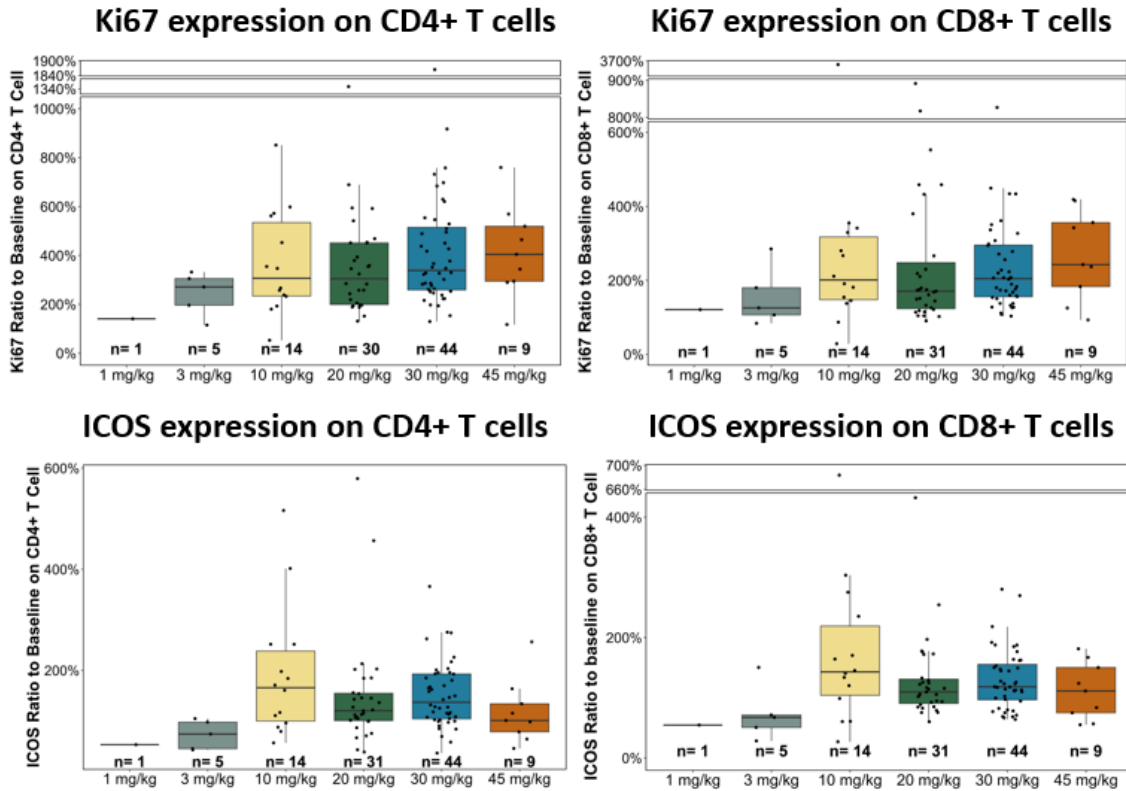 Ki67 expression on CD4+ T cells
Ki67 Ratio to Baseline on CD4+ T Cell
1900%
1840%
1340%
1000%
800%
600%
400%
200%
0%
n= 1 n= 5 n= 14 n= 30 n= 44 n= 9
1 mg/kg 3 mg/kg 10 mg/kg 20 mg/kg 30 mg/kg 45 mg/kg
Ki67 expression on CD8+ T cells
Ki67 Ratio to Baseline on CD8+ T Cell
3700%
900%
800%
600%
400%
200%
0%
n= 1 n= 5 n= 14 n= 31 n= 44 n= 9
1 mg/kg 3 mg/kg 10 mg/kg 20 mg/kg 30 mg/kg 45 mg/kg
ICOS expression on CD4+ T cells
ICOS Ratio to Baseline on CD4+ T Cell
600%
400%
200%
n= 1 n= 5 n= 14 n= 31 n= 44 n= 9
1 mg/kg 3 mg/kg 10 mg/kg 20 mg/kg 30 mg/kg 45 mg/kg
ICOS expression on CD8+ T cells
ICOS Ratio to baseline on CD8+ T Cell
700%
660%
400%
200%
0%
n= 1 n= 5 n= 14 n= 31 n= 44 n= 9
1 mg/kg 3 mg/kg 10 mg/kg 20 mg/kg 30 mg/kg 45 mg/kg